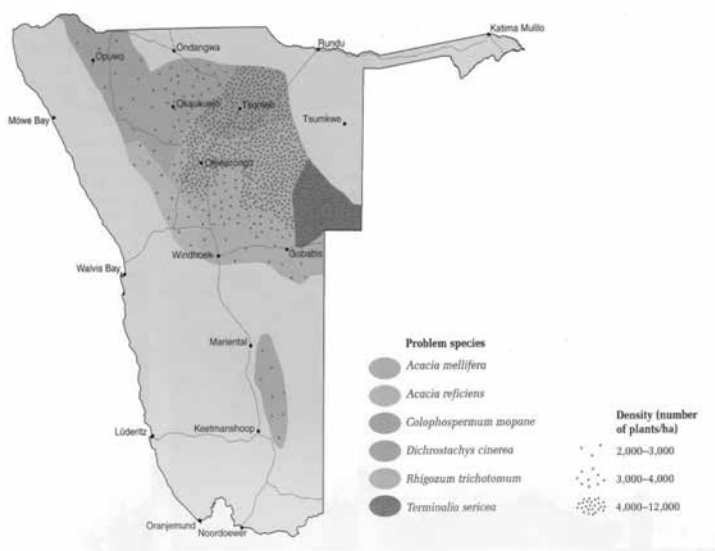 Katima Mulilo
Ondangwa
Rundu
Opuwo
Okaukuejo
Tsumeb
Möwe Bay
Tsumkwe
Otjiwarongo
Windhoek
Gobabis
Walvis Bay
Mariental
Lüderitz
Keetmanshoop
Oranjemund
Noordoewer
Problem species
Acacia mellifera
Acacia reficiens
Colophospermum mopane
Dichrostachys cinerea
Rhigozum trichotomum
Terminalia sericea
Density (number
of plants/ha)
2,000–3,000
3,000–4,000
4,000–12,000